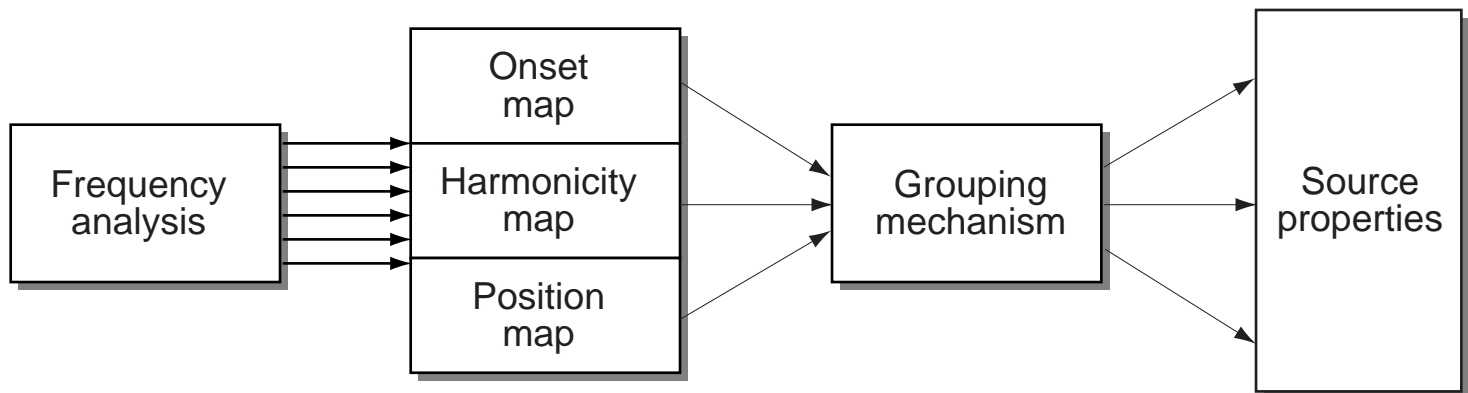 Frequency
analysis
Onset
map
Harmonicity
map
Position
map
Grouping
mechanism
Source
properties